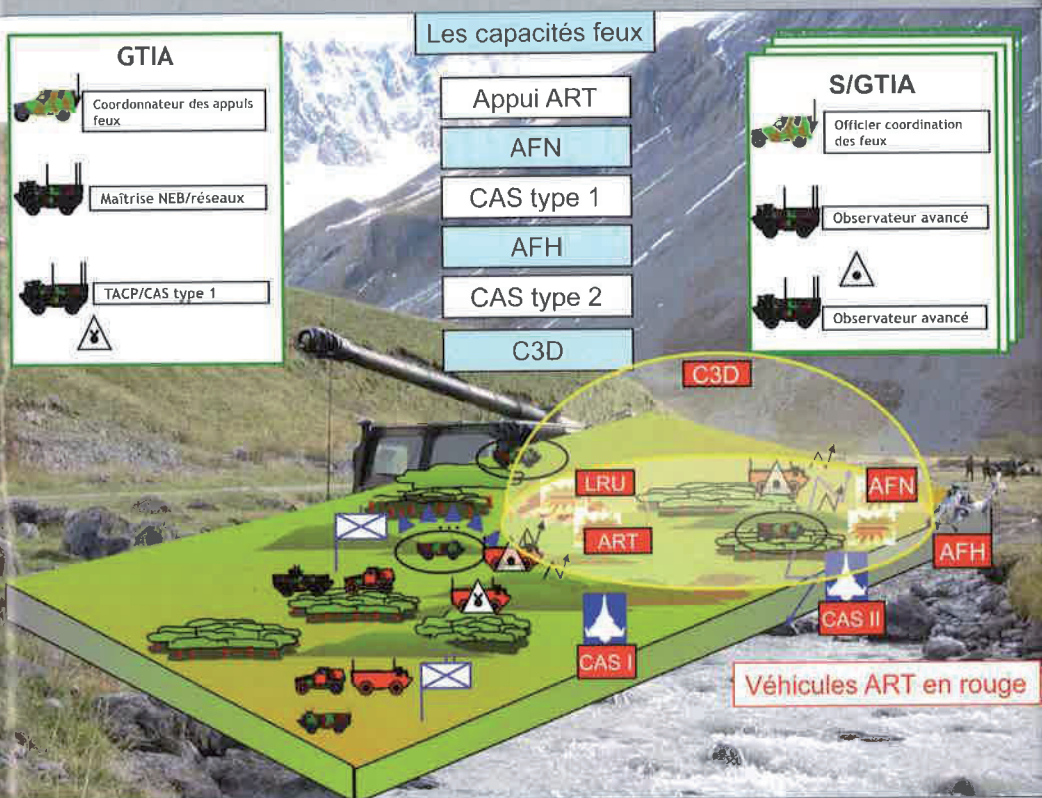 Les capacités feux
GTIA
Coordonnateur des appuis
feux
Maîtrise NEB/réseaux
TACP/CAS type 1
Appui ART
AFN
CAS type 1
AFH
CAS type 2
C3D
S/GTIA
Officier coordination
des feux
Observateur avancé
Observateur avancé
C3D
LRU
AFN
ART
AFH
CAS II
CAS I
Véhicules ART en rouge